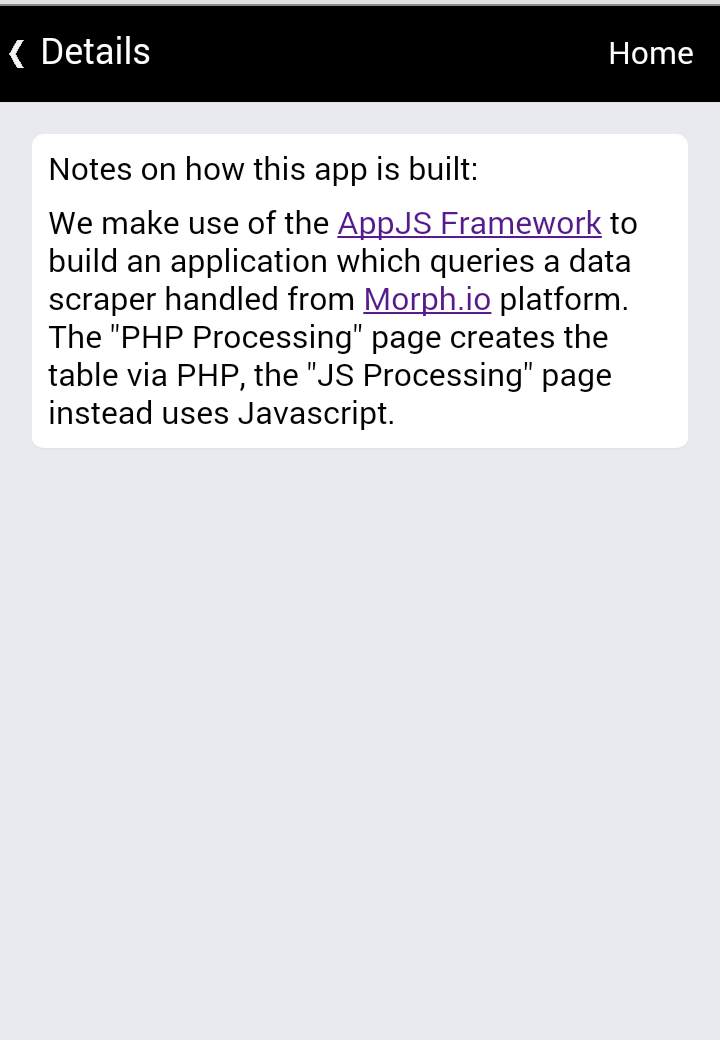 Details
Home
Notes on how this app is built:
We make use of the AppJS Framework to
build an application which queries a data
scraper handled from Morph.io platform.
The "PHP Processing" page creates the
table via PHP, the "JS Processing" page
instead uses Javascript.